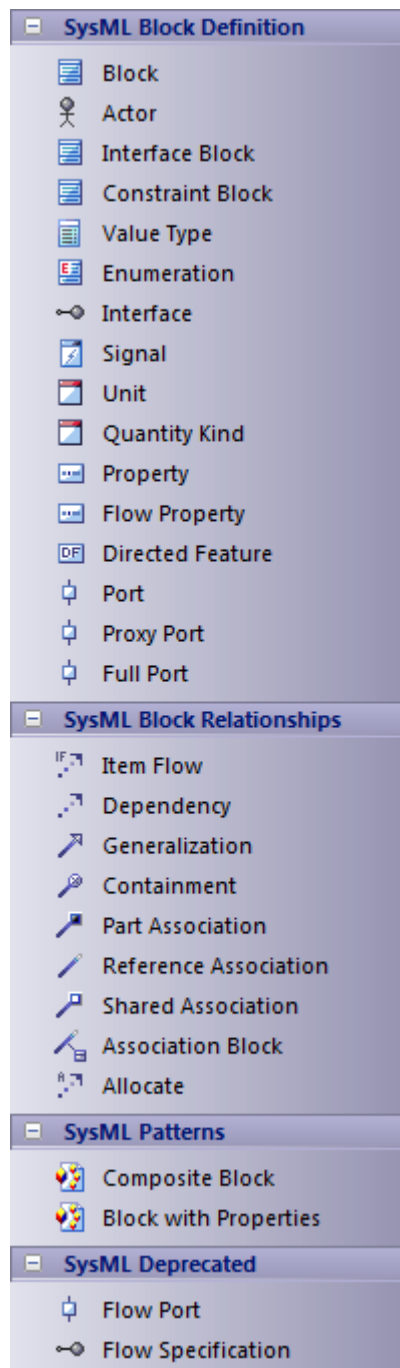 SysML Block Definition
Block
Actor
Interface Block
Constraint Block
Value Type
Enumeration
Interface
Signal
Unit
Quantity Kind
Property
Flow Property
DF Directed Feature
Port
Proxy Port
Full Port
SysML Block Relationships
IF Item Flow
Dependency
Generalization
Containment
Part Association
Reference Association
Shared Association
Association Block
A Allocate
SysML Patterns
Composite Block
Block with Properties
SysML Deprecated
Flow Port
Flow Specification